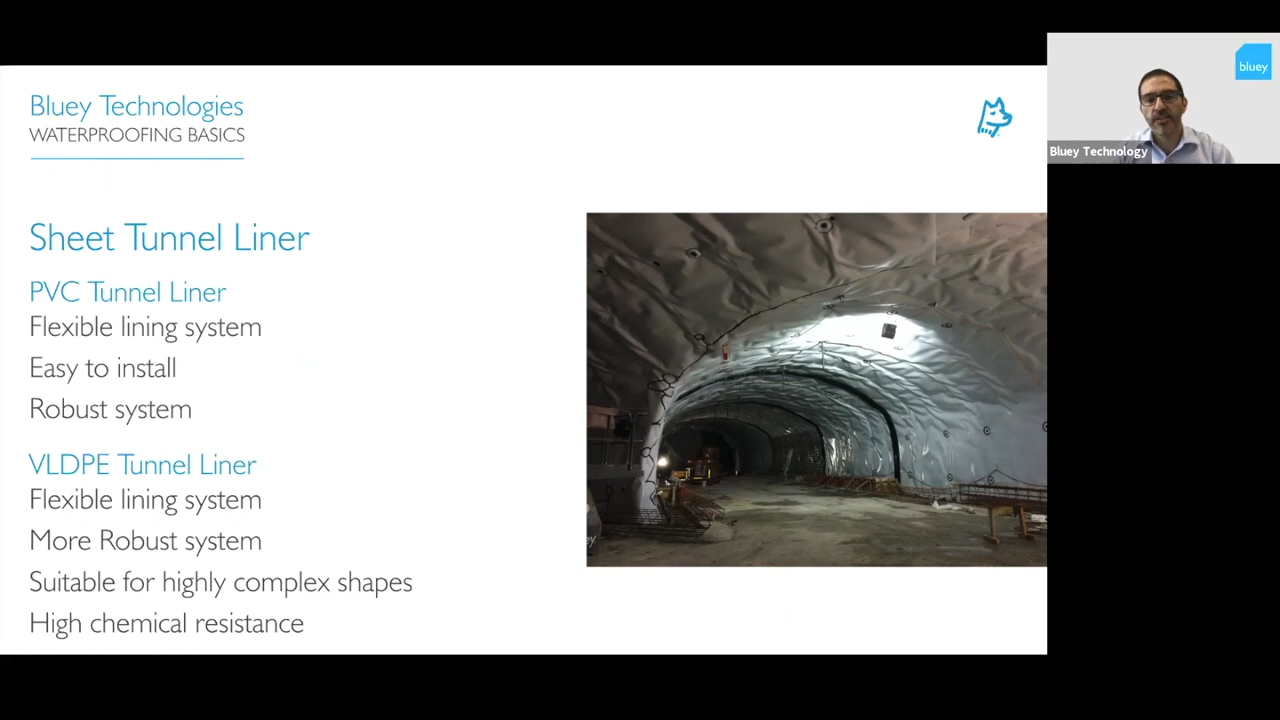 Bluey Technologies
WATERPROOFING BASICS
Sheet Tunnel Liner
PVC Tunnel Liner
Flexible lining system
Easy to install
Robust system
VLDPE Tunnel Liner
Flexible lining system
More Robust system
Suitable for highly complex shapes
High chemical resistance
bluey
Bluey Technology